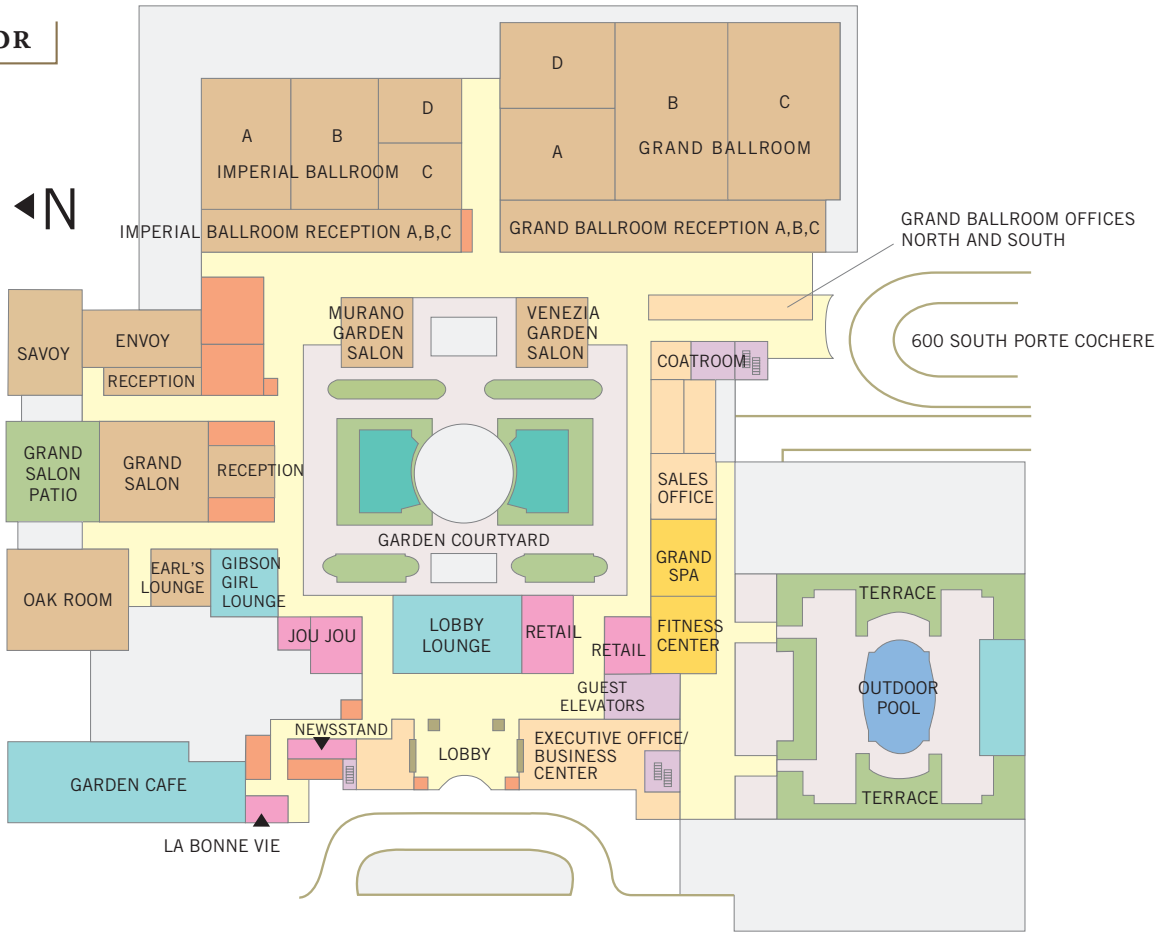 OR
D
B
C
A
GRAND BALLROOM
GRAND BALLROOM RECEPTION A,B,C
A
B
D
C
IMPERIAL BALLROOM
IMPERIAL BALLROOM RECEPTION A,B,C
N
GRAND BALLROOM OFFICES
NORTH AND SOUTH
600 SOUTH PORTE COCHERE
SAVOY
ENVOY
RECEPTION
MURANO
GARDEN
SALON
VENEZIA
GARDEN
SALON
COATROOM
GRAND
SALON
PATIO
GRAND
SALON
RECEPTION
SALES
OFFICE
GARDEN COURTYARD
GRAND
SPA
OAK ROOM
EARL'S
LOUNGE
GIBSON
GIRL
LOUNGE
JOU JOU
LOBBY
LOUNGE
RETAIL
RETAIL
FITNESS
CENTER
TERRACE
OUTDOOR
POOL
TERRACE
GUEST
ELEVATORS
NEWSSTAND
LOBBY
EXECUTIVE OFFICE/
BUSINESS
CENTER
GARDEN CAFE
LA BONNE VIE